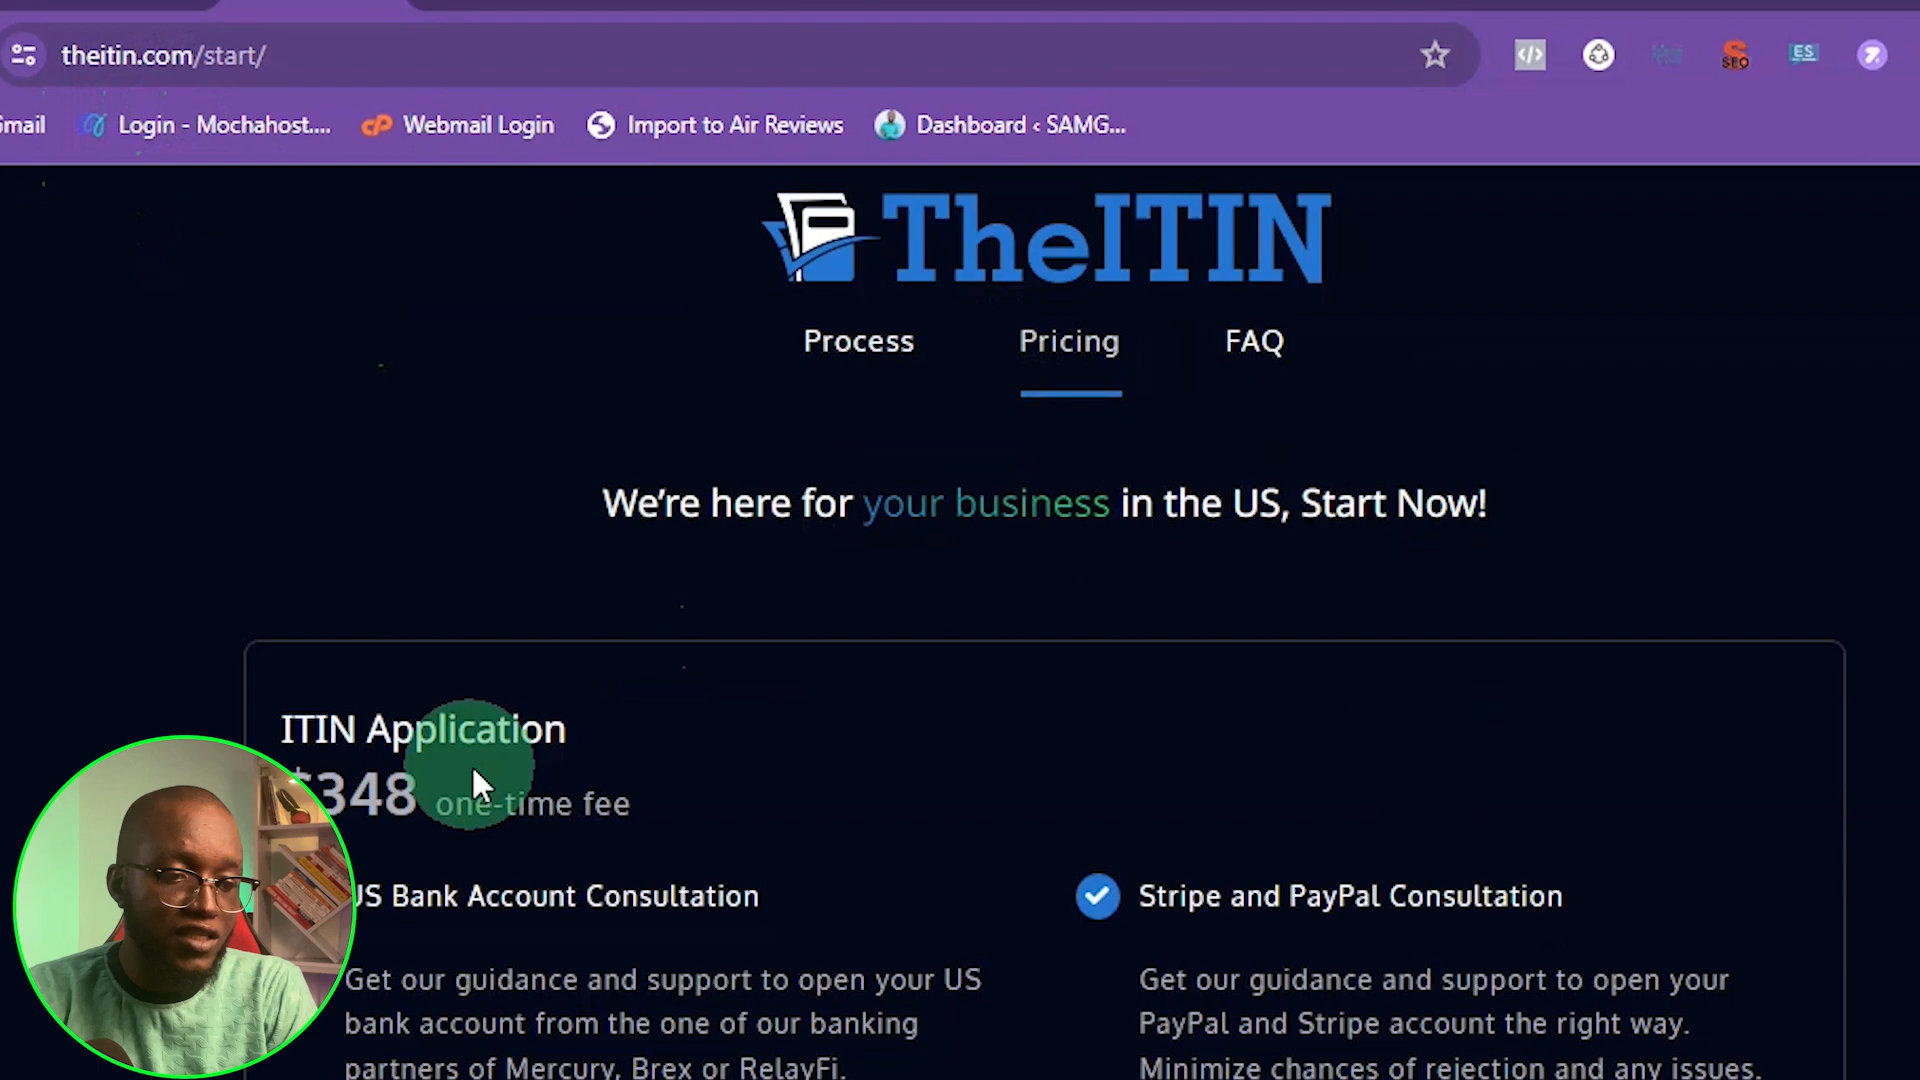 theitin.com/start/
SEO
ES
Gmail
Login - Mochahost....
Webmail Login
Import to Air Reviews
Dashboard ‹ SAMG...
TheITIN
Process
Pricing
FAQ
We're here for your business in the US, Start Now!
ITIN Application
$348 one-time fee
US Bank Account Consultation
Get our guidance and support to open your US
bank account from the one of our banking
partners of Mercury, Brex or RelayFi.
Stripe and PayPal Consultation
Get our guidance and support to open your
PayPal and Stripe account the right way.
Minimize chances of rejection and any issues.